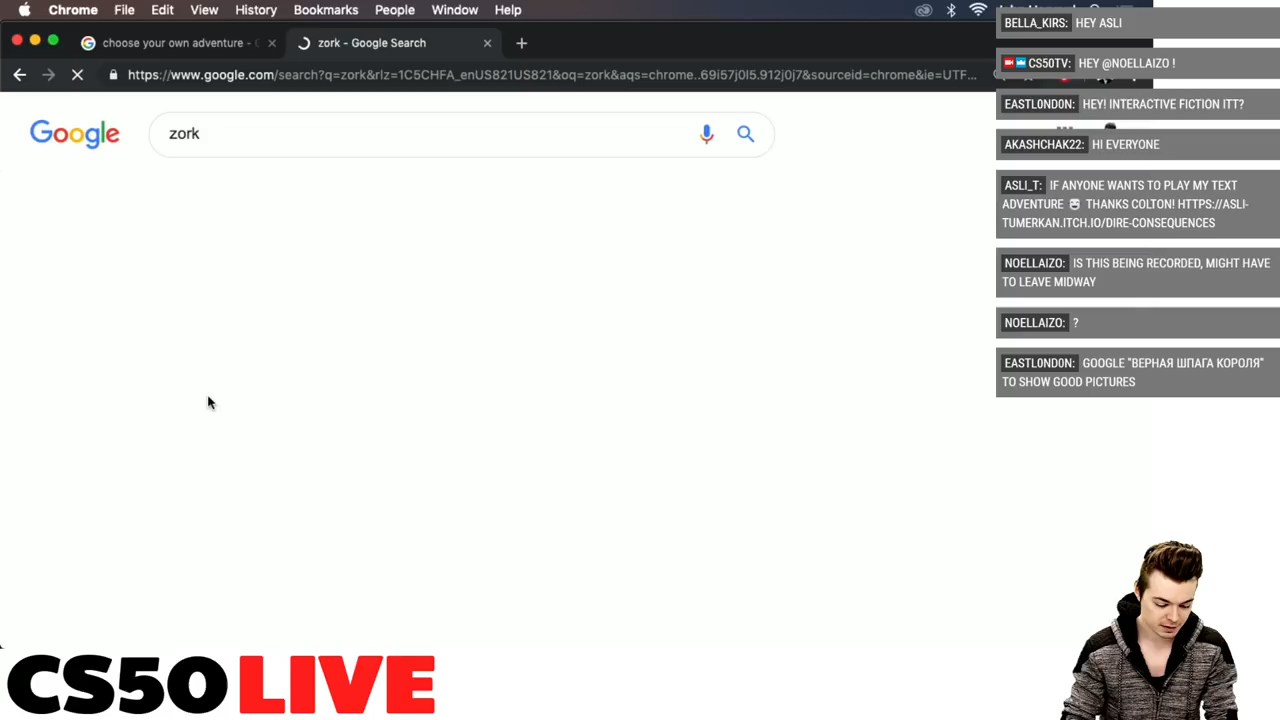 Chrome File Edit View History Bookmarks People Window Help
choose your own adventure - zork - Google Search
https://www.google.com/search?q=zork&rlz=1C5CHFA_enUS821US821&oq=zork&aqs=chrome..69i57j0l5.912j0j7&sourceid=chrome&ie=UTF...
Google zork
BELLA_KIRS: HEY ASLI
CS50TV: HEY @NOELLAIZO !
EASTL0ND0N: HEY! INTERACTIVE FICTION ITT?
AKASHCHAK22: HI EVERYONE
ASLI_T: IF ANYONE WANTS TO PLAY MY TEXT
ADVENTURE 😃 THANKS COLTON! HTTPS://ASLI-
TUMERKAN.ITCH.IO/DIRE-CONSEQUENCES
NOELLAIZO: IS THIS BEING RECORDED, MIGHT HAVE
TO LEAVE MIDWAY
NOELLAIZO: ?
EASTL0ND0N: GOOGLE "ВЕРНАЯ ШПАГА КОРОЛЯ"
TO SHOW GOOD PICTURES
CS50 LIVE